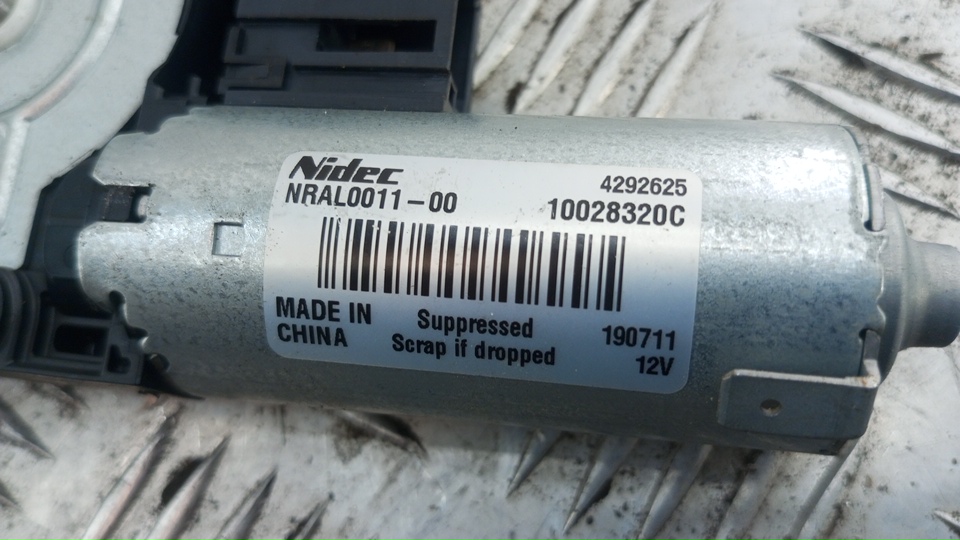 Nidec
4292625
NRAL0011-00
10028320C
MADE IN
CHINA
Suppressed
Scrap if dropped
190711
12V